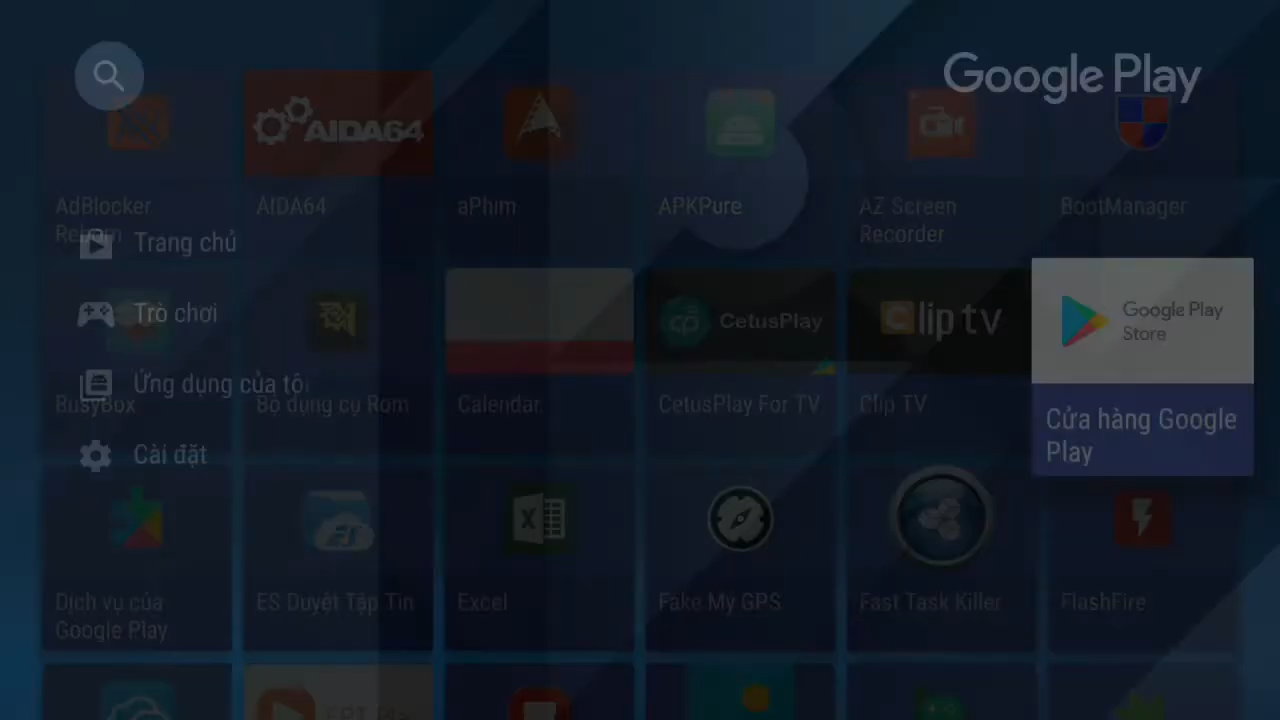 Google Play
AIDA64
AdBlocker
Reborn
AIDA64
aPhim
APKPure
AZ Screen
Recorder
BootManager
Trang chủ
Trò chơi
Ứng dụng của tô
Cài đặt
CetusPlay
Clip tv
Google Play
Store
BusyBox
Bộ dụng cụ Rom
Calendar
CetusPlay For TV
Clip TV
Cửa hàng Google
Play
Dịch vụ của
Google Play
ES Duyệt Tập Tin
Excel
Fake My GPS
Fast Task Killer
FlashFire